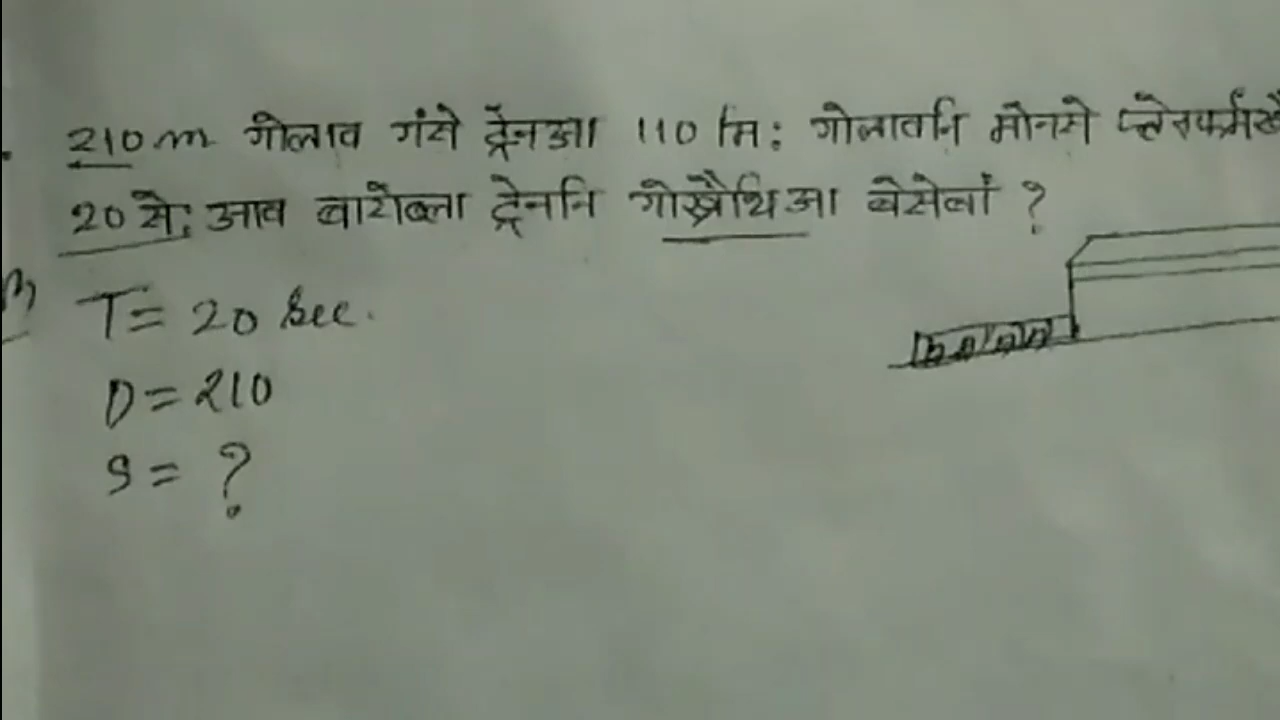 210 m गोलाव गंसे ट्रेनआ 110 मि: गोलावनि मोनसे प्लेटफर्मखौ
20 से: आव बारोब्ला ट्रेननि गोख्रैथिआ बेसेबां ?
T = 20 sec.
D = 210
S = ?